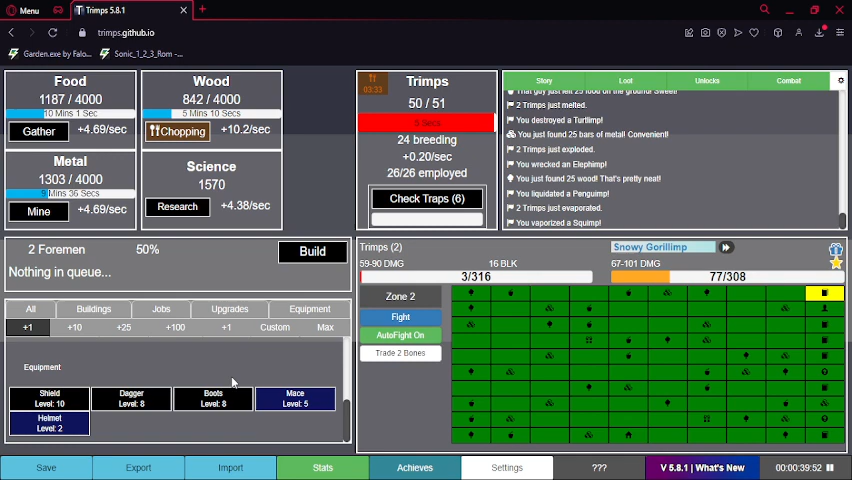 Menu
Trimps 5.8.1
trimps.github.io
Garden.exe by Falo...
Sonic_1_2_3_Rom -...
Food
1187 / 4000
10 Mins 1 Sec
Gather +4.69/sec
Wood
842 / 4000
5 Mins 10 Secs
Chopping +10.2/sec
Metal
1303 / 4000
9 Mins 36 Secs
Mine +4.69/sec
Science
1570
Research +4.38/sec
03:33
Trimps
50 / 51
24 breeding
+0.20/sec
26/26 employed
Check Traps (6)
Story Loot Unlocks Combat
That guy just left 25 food on the ground! Sweet!
2 Trimps just melted.
You destroyed a Turtlimp!
You just found 25 bars of metal! Convenient!
2 Trimps just exploded.
You wrecked an Elephimp!
You just found 25 wood! That's pretty neat!
You liquidated a Penguimp!
2 Trimps just evaporated.
You vaporized a Squimp!
2 Foremen 50% Build
Nothing in queue...
All Buildings Jobs Upgrades Equipment
+1 +10 +25 +100 +1 Custom Max
Equipment
Shield
Level: 10
Dagger
Level: 8
Boots
Level: 8
Mace
Level: 5
Helmet
Level: 2
Trimps (2)
59-90 DMG 16 BLK
3/316
Snowy Gorillimp
67-101 DMG
77/308
Zone 2
Fight
AutoFight On
Trade 2 Bones
Save Export Import Stats Achieves Settings ??? V 5.8.1 | What's New 00:00:39:52